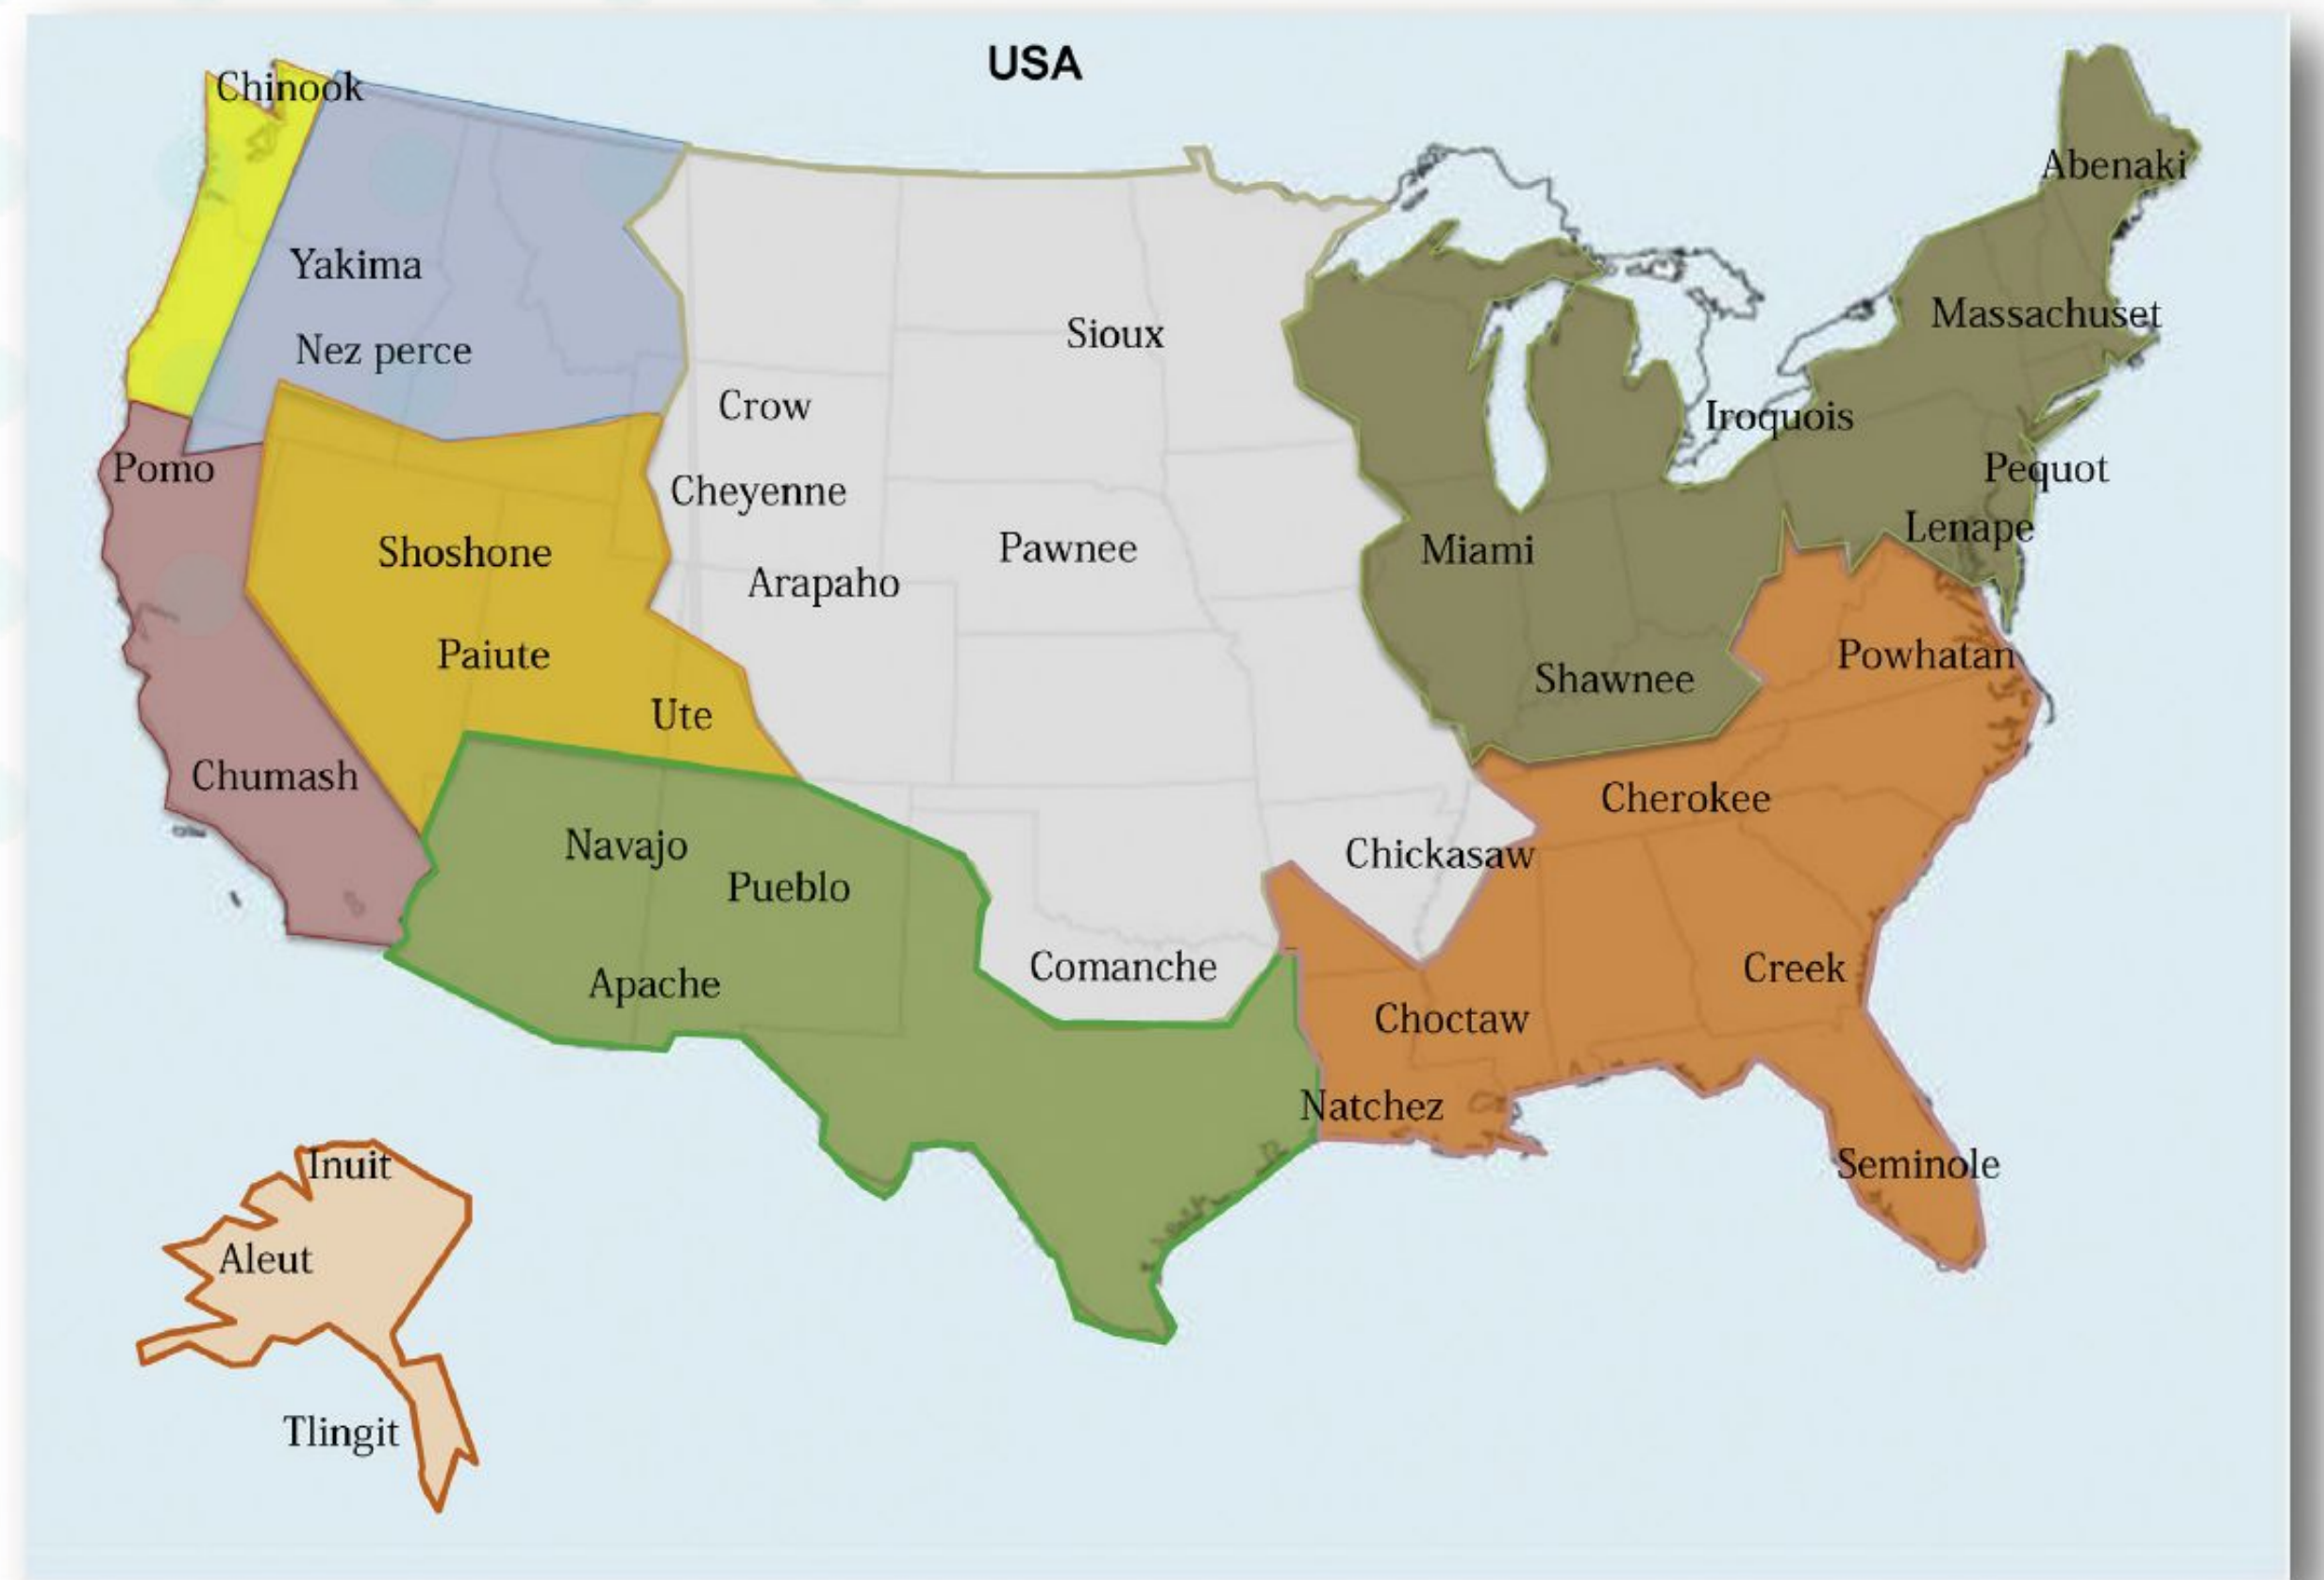 USA
Chinook
Abenaki
Yakima
Massachuset
Sioux
Nez perce
Crow
Iroquois
Pomo
Pequot
Cheyenne
Lenape
Shoshone
Pawnee
Miami
Arapaho
Paiute
Powhatan
Shawnee
Ute
Chumash
Cherokee
Navajo
Chickasaw
Pueblo
Comanche
Creek
Apache
Choctaw
Natchez
Inuit
Seminole
Aleut
Tlingit